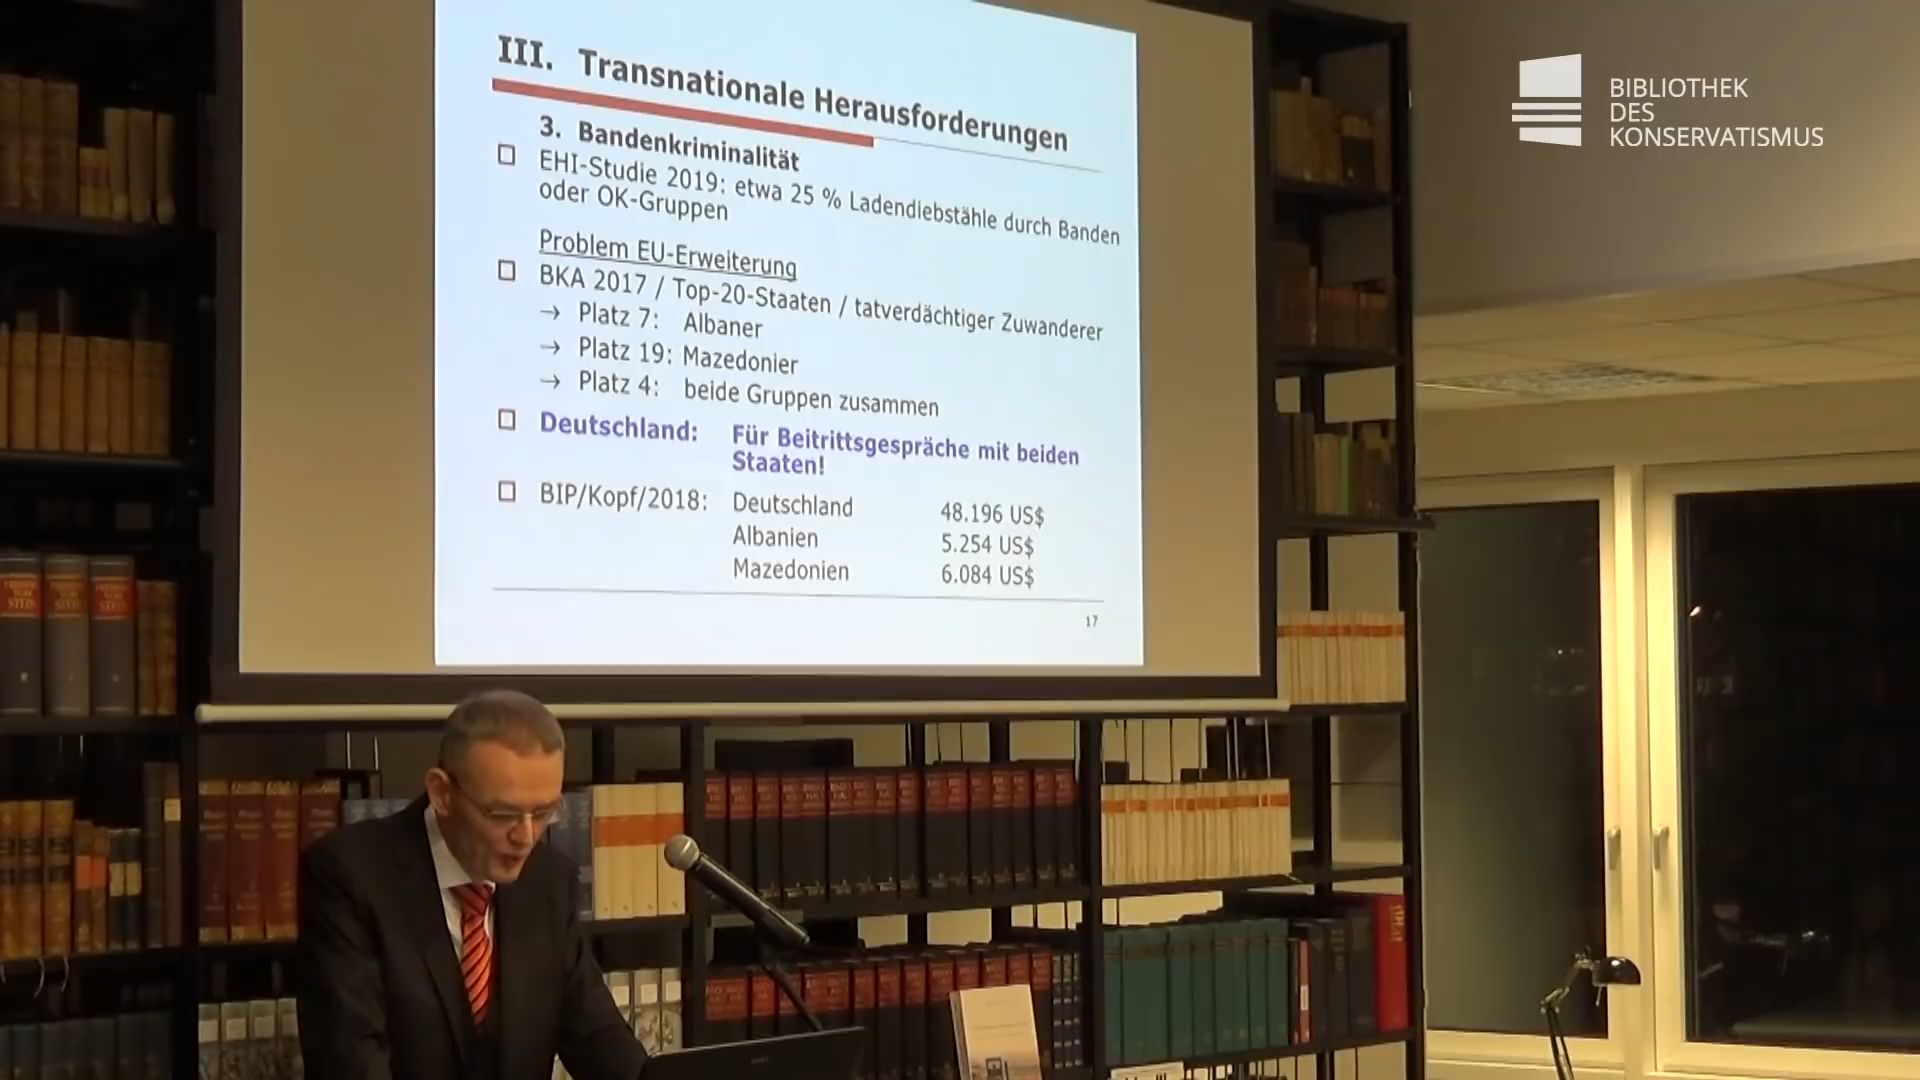 III. Transnationale Herausforderungen
3. Bandenkriminalität
EHI-Studie 2019: etwa 25 % Ladendiebstähle durch Banden
oder OK-Gruppen
Problem EU-Erweiterung
BKA 2017 / Top-20-Staaten / tatverdächtiger Zuwanderer
→ Platz 7: Albaner
→ Platz 19: Mazedonier
→ Platz 4: beide Gruppen zusammen
Deutschland: Für Beitrittsgespräche mit beiden
Staaten!
BIP/Kopf/2018: Deutschland 48.196 US$
Albanien 5.254 US$
Mazedonien 6.084 US$
17
BIBLIOTHEK
DES
KONSERVATISMUS